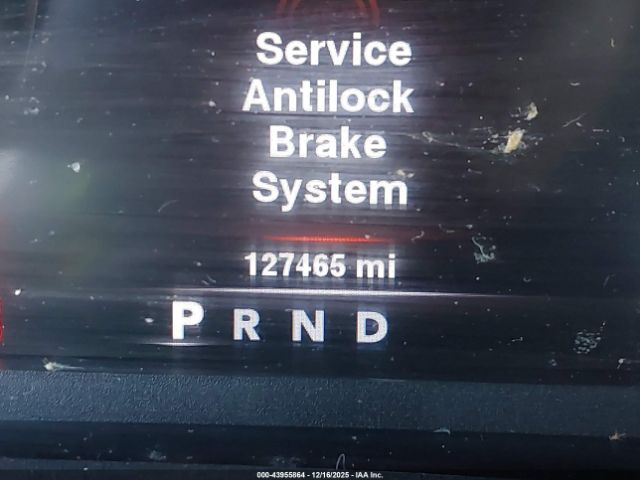 Service
Antilock
Brake
System
127465 mi
P R N D
000-43955864 - 12/16/2025 - IAA Inc.